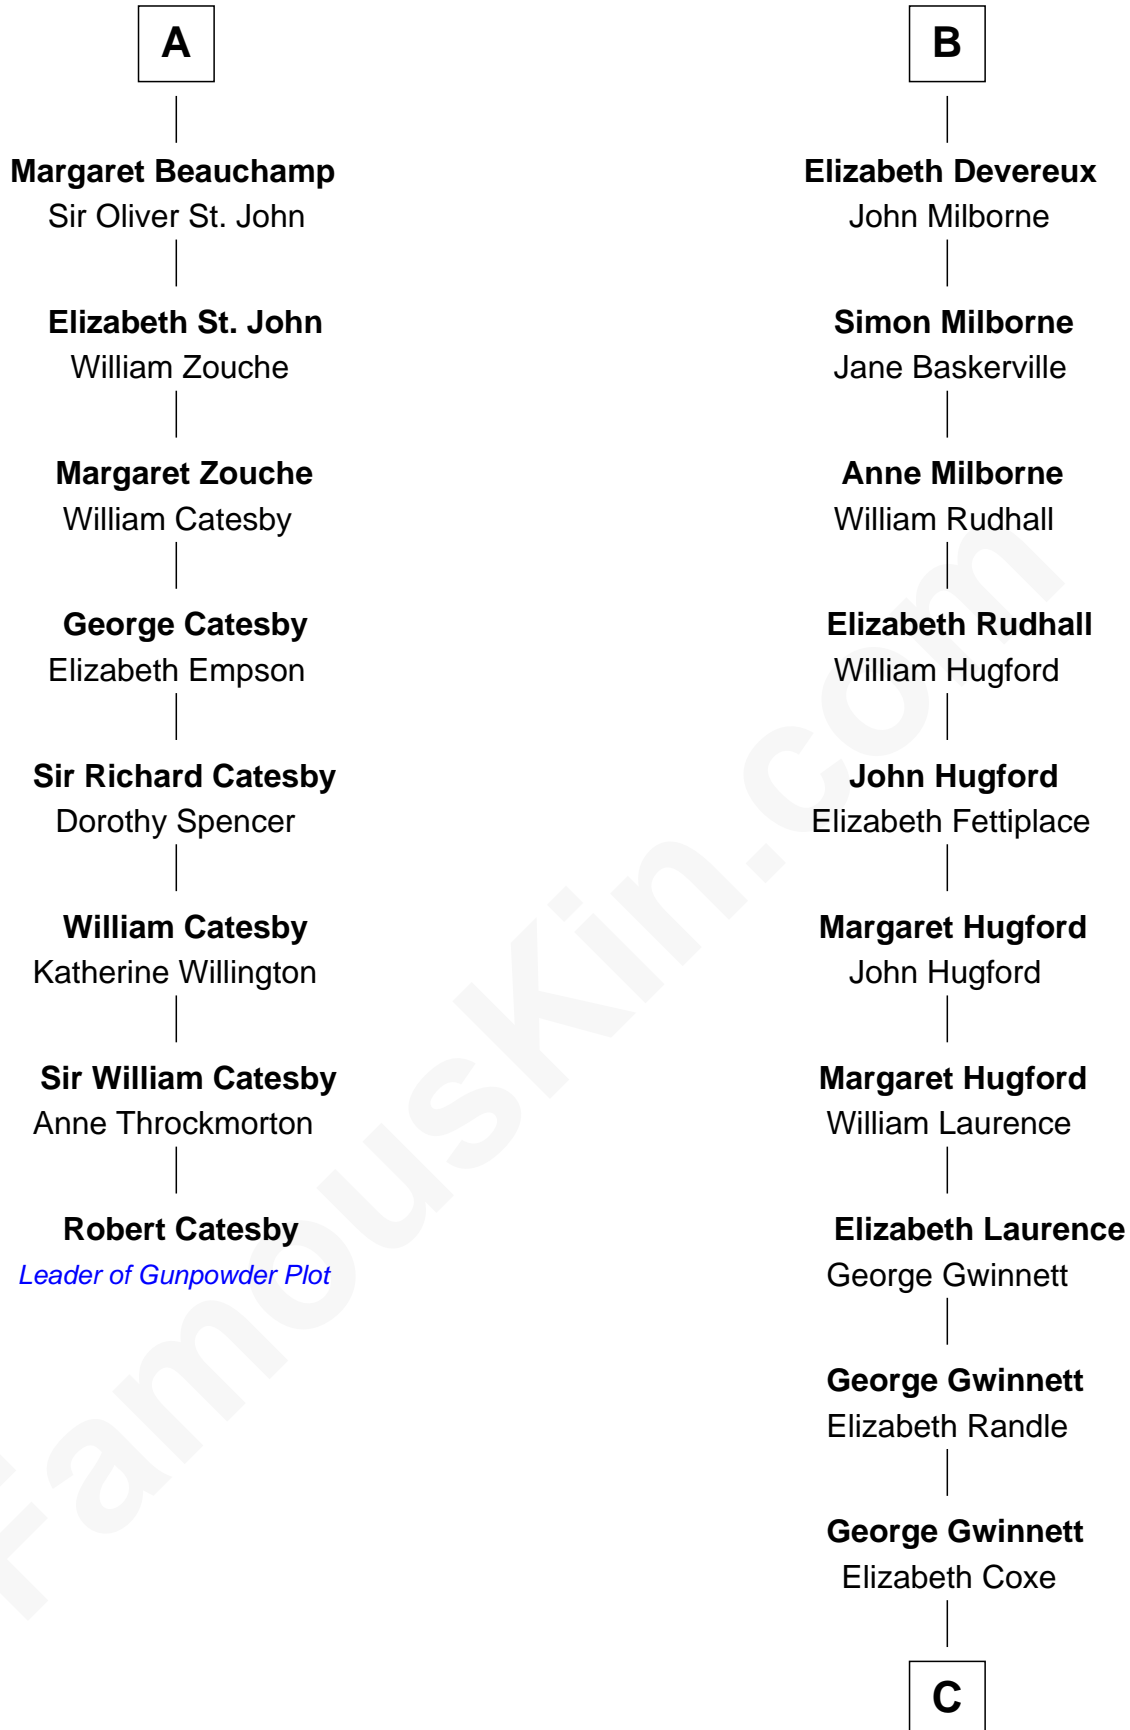 A
Margaret Beauchamp
Sir Oliver St. John
Elizabeth St. John
William Zouche
Margaret Zouche
William Catesby
George Catesby
Elizabeth Empson
Sir Richard Catesby
Dorothy Spencer
William Catesby
Katherine Willington
Sir William Catesby
Anne Throckmorton
Robert Catesby
Leader of Gunpowder Plot
B
Elizabeth Devereux
John Milborne
Simon Milborne
Jane Baskerville
Anne Milborne
William Rudhall
Elizabeth Rudhall
William Hugford
John Hugford
Elizabeth Fettiplace
Margaret Hugford
John Hugford
Margaret Hugford
William Laurence
Elizabeth Laurence
George Gwinnett
George Gwinnett
Elizabeth Randle
George Gwinnett
Elizabeth Coxe
C
FamousKin.com